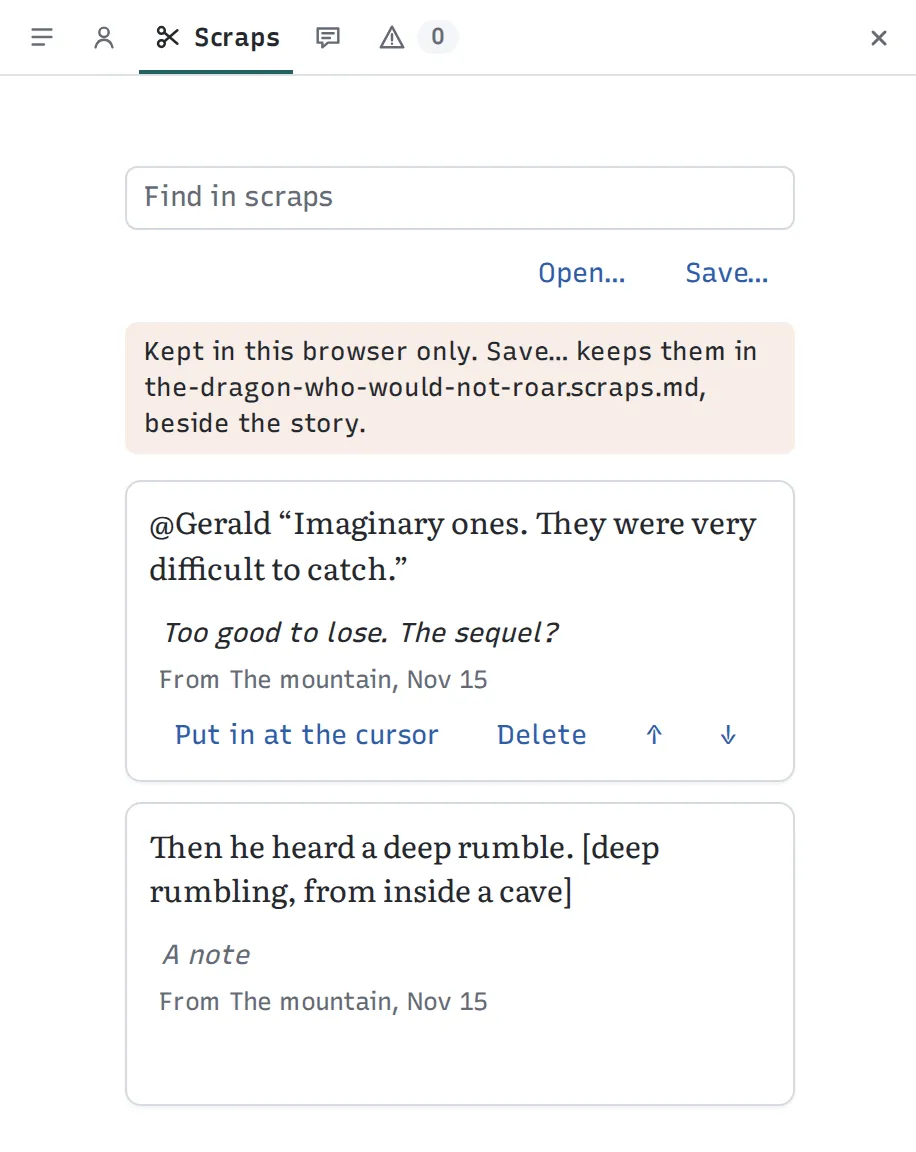 Scraps
0
Find in scraps
Open... Save...
Kept in this browser only. Save... keeps them in
the-dragon-who-would-not-roar.scraps.md,
beside the story.
@Gerald “Imaginary ones. They were very
difficult to catch.”
Too good to lose. The sequel?
From The mountain, Nov 15
Put in at the cursor Delete ↑ ↓
Then he heard a deep rumble. [deep
rumbling, from inside a cave]
A note
From The mountain, Nov 15